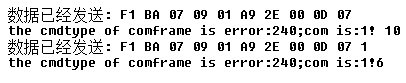 数据已经发送：F1 BA 07 09 01 A9 2E 00 0D 07
the cmdtype of comframe is error:240;com is:1! 10
数据已经发送：F1 BA 07 09 01 A9 2E 00 0D 07 1
the cmdtype of comframe is error:240;com is:1!6